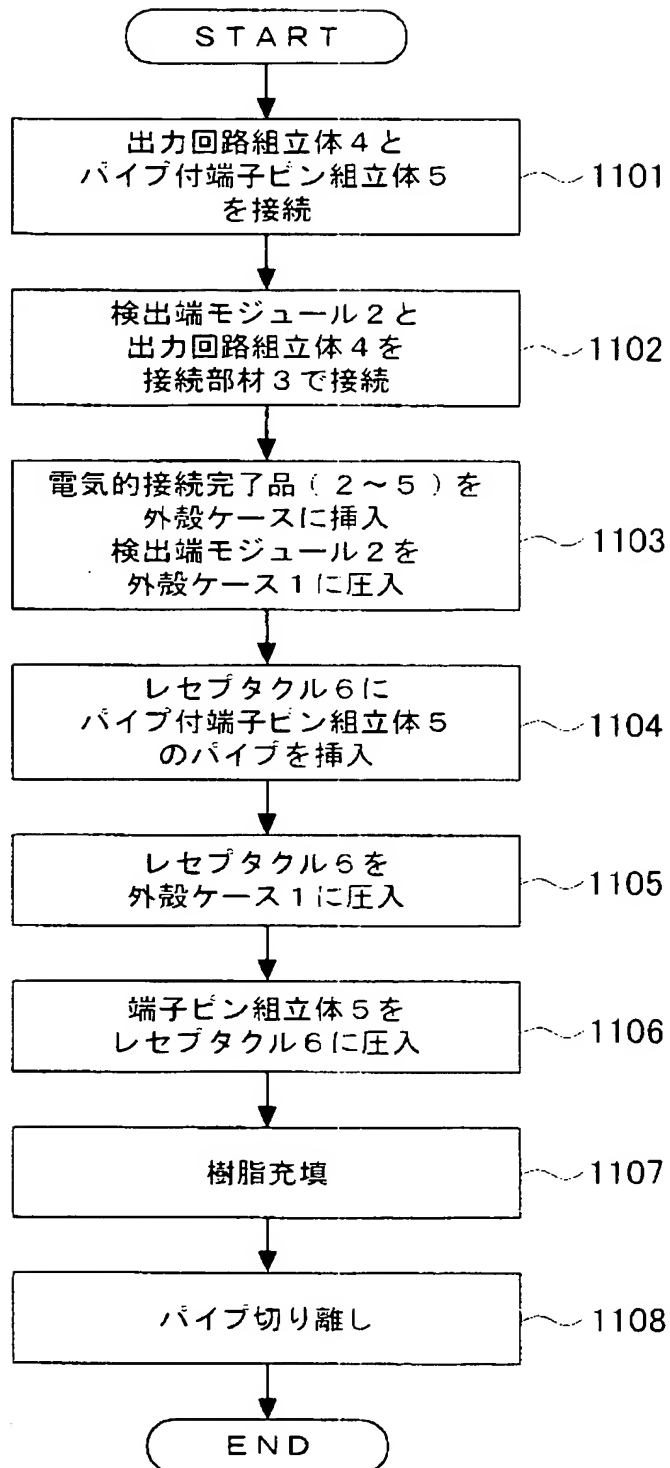 START
出力回路組立体4と
パイプ付端子ピン組立体5
を接続
1101
検出端モジュール2と
出力回路組立体4を
接続部材3で接続
1102
電気的接続完了品(2~5)を
外殻ケースに挿入
検出端モジュール2を
外殻ケース1に圧入
1103
レセプタクル6に
パイプ付端子ピン組立体5
のパイプを挿入
1104
レセプタクル6を
外殻ケース1に圧入
1105
端子ピン組立体5を
レセプタクル6に圧入
1106
樹脂充填
1107
パイプ切り離し
1108
END